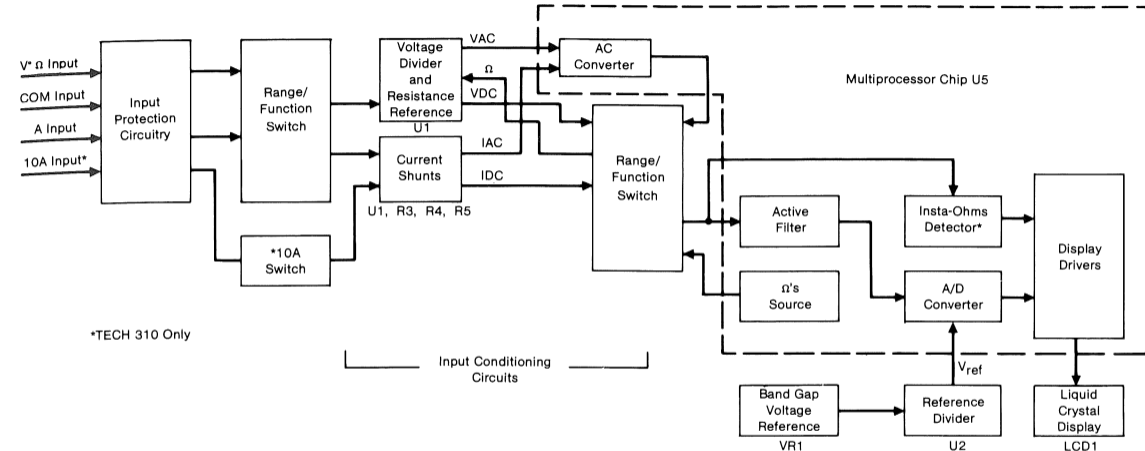 V* Ω Input
COM Input
A Input
10A Input*
Input
Protection
Circuitry
Range/
Function
Switch
*10A
Switch
Voltage
Divider
and
Resistance
Reference
U1
Current
Shunts
U1, R3, R4, R5
VAC
Ω
VDC
IAC
IDC
AC
Converter
Range/
Function
Switch
Multiprocessor Chip U5
Active
Filter
Ω's
Source
Insta-Ohms
Detector*
A/D
Converter
Display
Drivers
*TECH 310 Only
Input Conditioning
Circuits
Vref
Band Gap
Voltage
Reference
VR1
Reference
Divider
U2
Liquid
Crystal
Display
LCD1